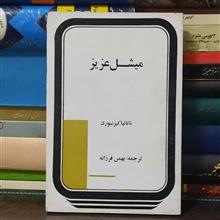 میشل عزیز
ناتالیا گینزبورگ
ترجمه: بهمن فرزانه